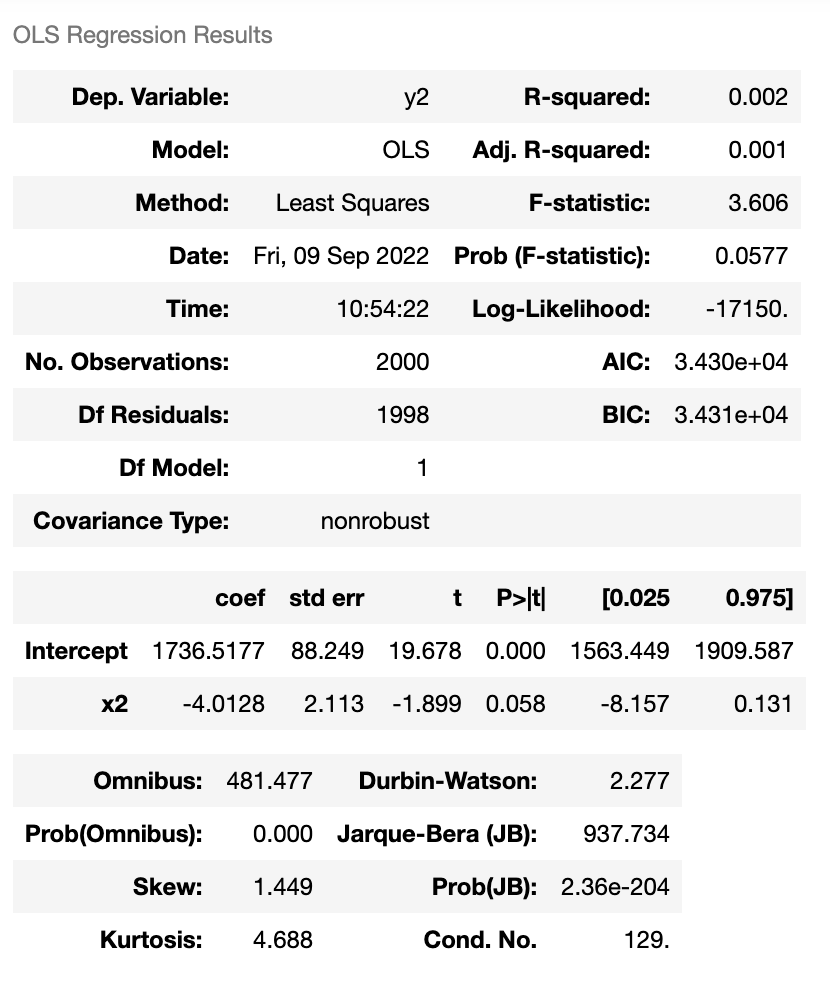 OLS Regression Results
Dep. Variable: y2 R-squared: 0.002
Model: OLS Adj. R-squared: 0.001
Method: Least Squares F-statistic: 3.606
Date: Fri, 09 Sep 2022 Prob (F-statistic): 0.0577
Time: 10:54:22 Log-Likelihood: -17150.
No. Observations: 2000 AIC: 3.430e+04
Df Residuals: 1998 BIC: 3.431e+04
Df Model: 1
Covariance Type: nonrobust
coef std err t P>|t| [0.025 0.975]
Intercept 1736.5177 88.249 19.678 0.000 1563.449 1909.587
x2 -4.0128 2.113 -1.899 0.058 -8.157 0.131
Omnibus: 481.477 Durbin-Watson: 2.277
Prob(Omnibus): 0.000 Jarque-Bera (JB): 937.734
Skew: 1.449 Prob(JB): 2.36e-204
Kurtosis: 4.688 Cond. No. 129.